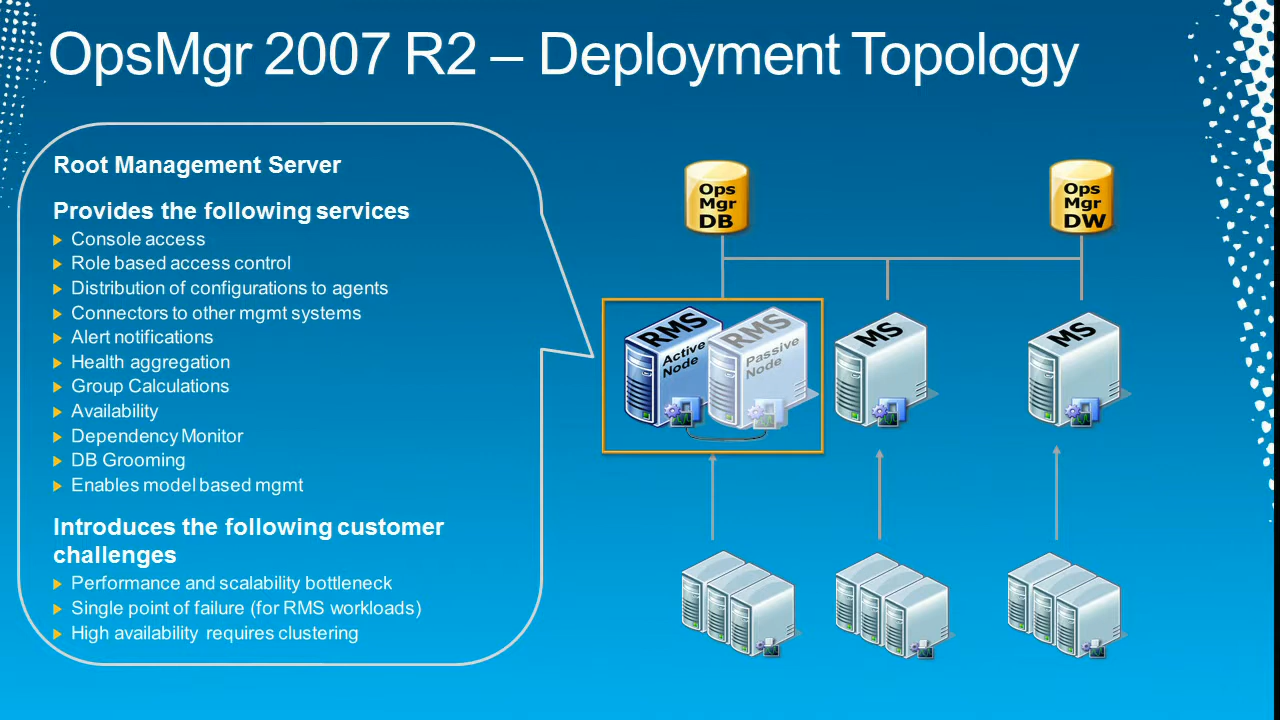 OpsMgr 2007 R2 – Deployment Topology
Root Management Server
Provides the following services
Console access
Role based access control
Distribution of configurations to agents
Connectors to other mgmt systems
Alert notifications
Health aggregation
Group Calculations
Availability
Dependency Monitor
DB Grooming
Enables model based mgmt
Introduces the following customer
challenges
Performance and scalability bottleneck
Single point of failure (for RMS workloads)
High availability requires clustering
Ops
Mgr
DB
Ops
Mgr
DW
RMS
Active
Node
RMS
Passive
Node
MS
MS